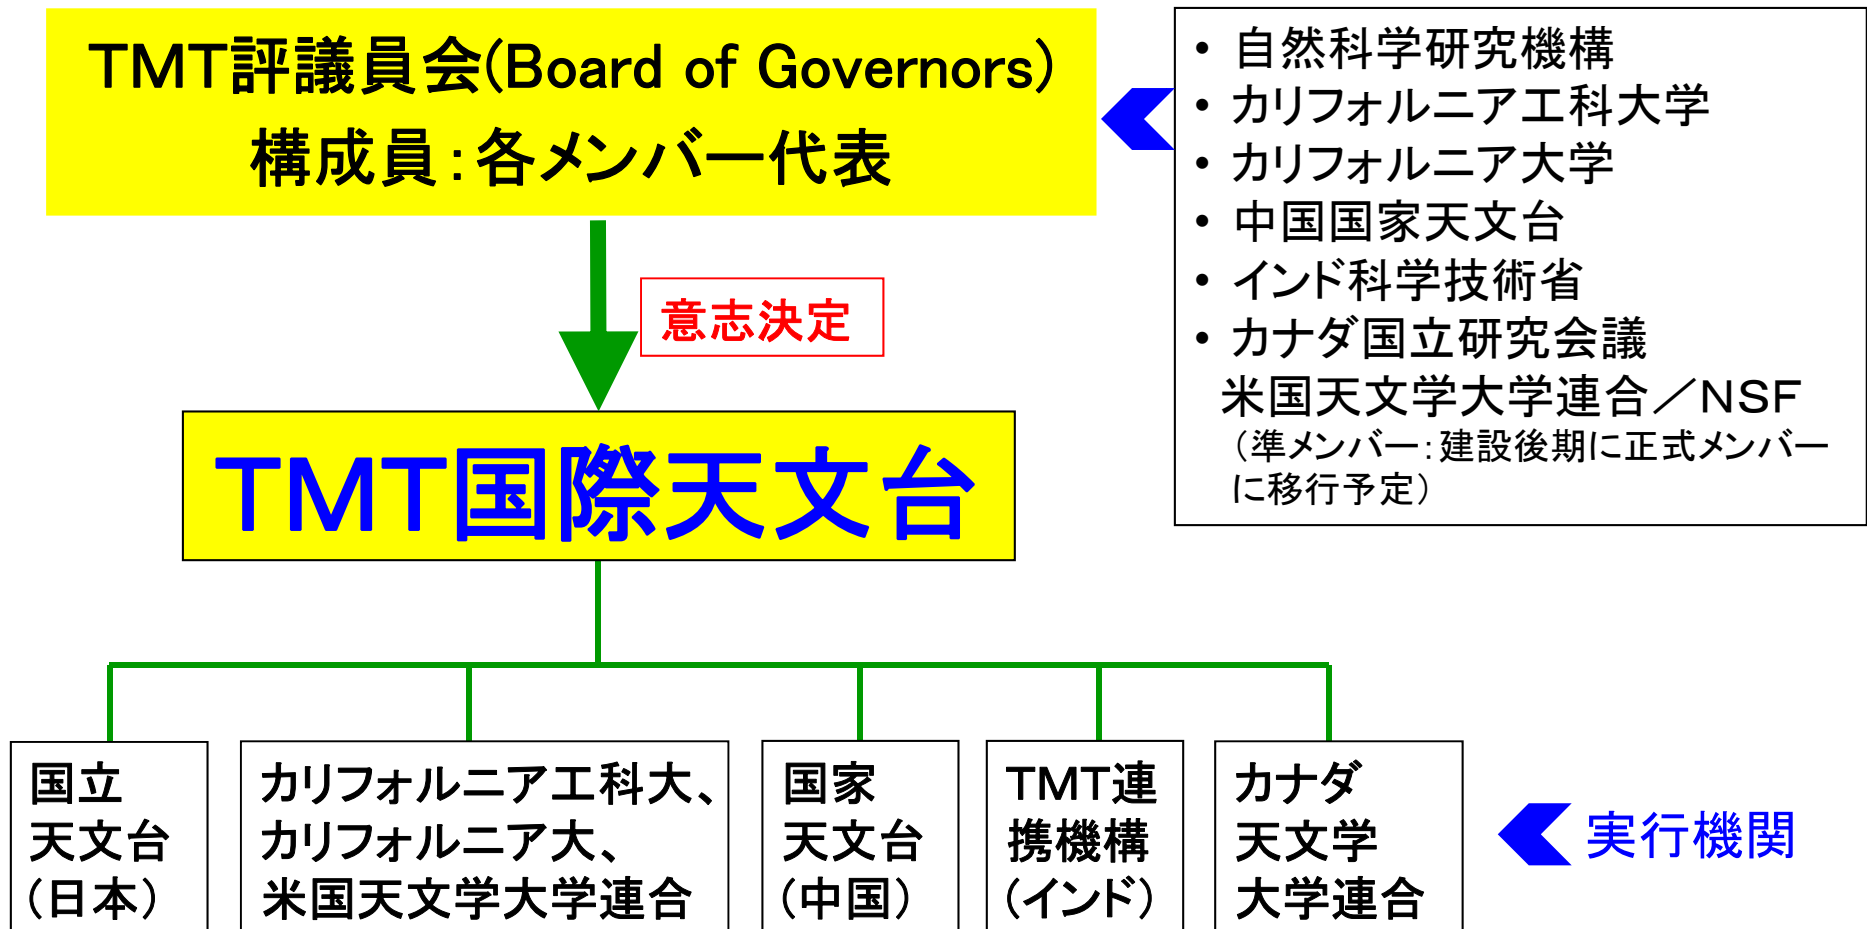 TMT評議員会(Board of Governors)
構成員：各メンバー代表
• 自然科学研究機構
• カリフォルニア工科大学
• カリフォルニア大学
• 中国国家天文台
• インド科学技術省
• カナダ国立研究会議
米国天文学大学連合／NSF
（準メンバー：建設後期に正式メンバー
に移行予定）
意志決定
TMT国際天文台
国立
天文台
（日本）
カリフォルニア工科大、
カリフォルニア大、
米国天文学大学連合
国家
天文台
（中国）
TMT連
携機構
（インド）
カナダ
天文学
大学連合
実行機関